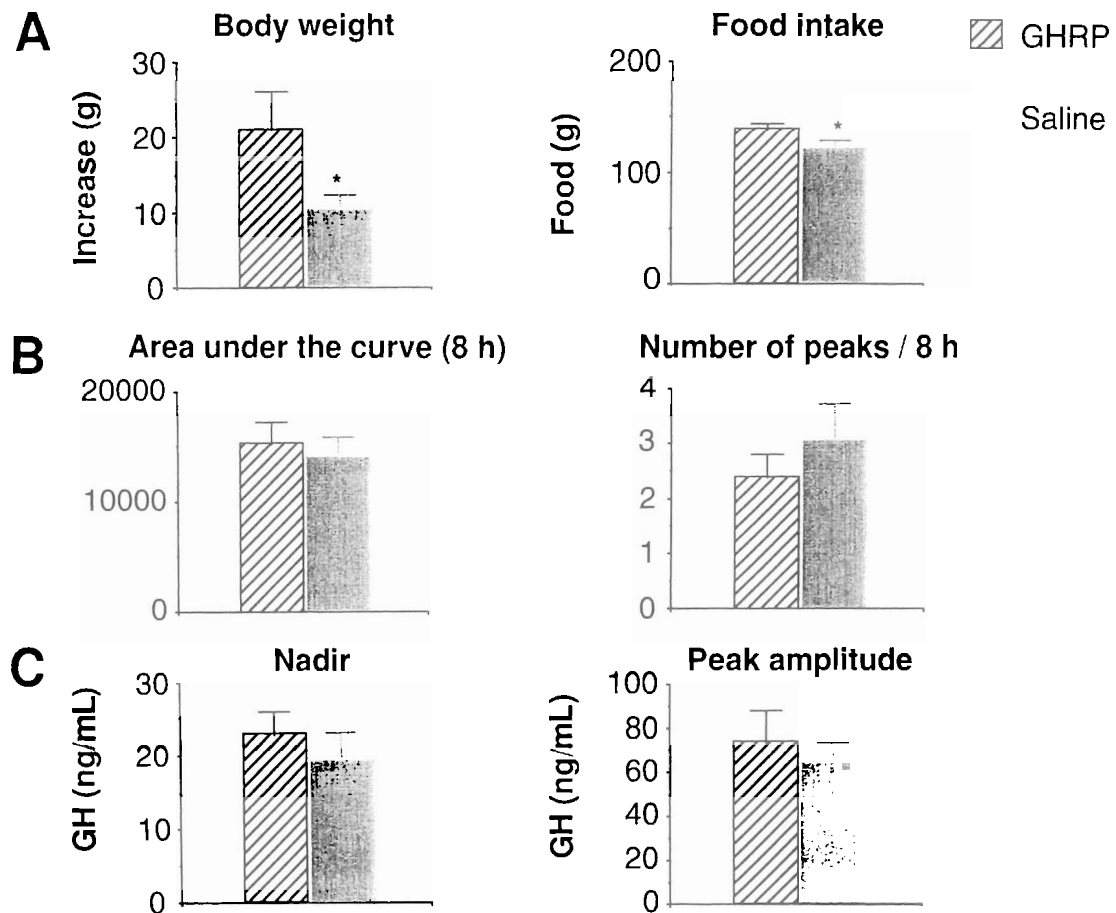 A
Body weight
Food intake
GHRP
Saline
Increase (g)
30
20
10
0
*
Food (g)
200
100
0
*
B
Area under the curve (8 h)
20000
10000
0
Number of peaks / 8 h
4
3
2
1
0
C
Nadir
GH (ng/mL)
30
20
10
0
Peak amplitude
GH (ng/mL)
100
80
60
40
20
0